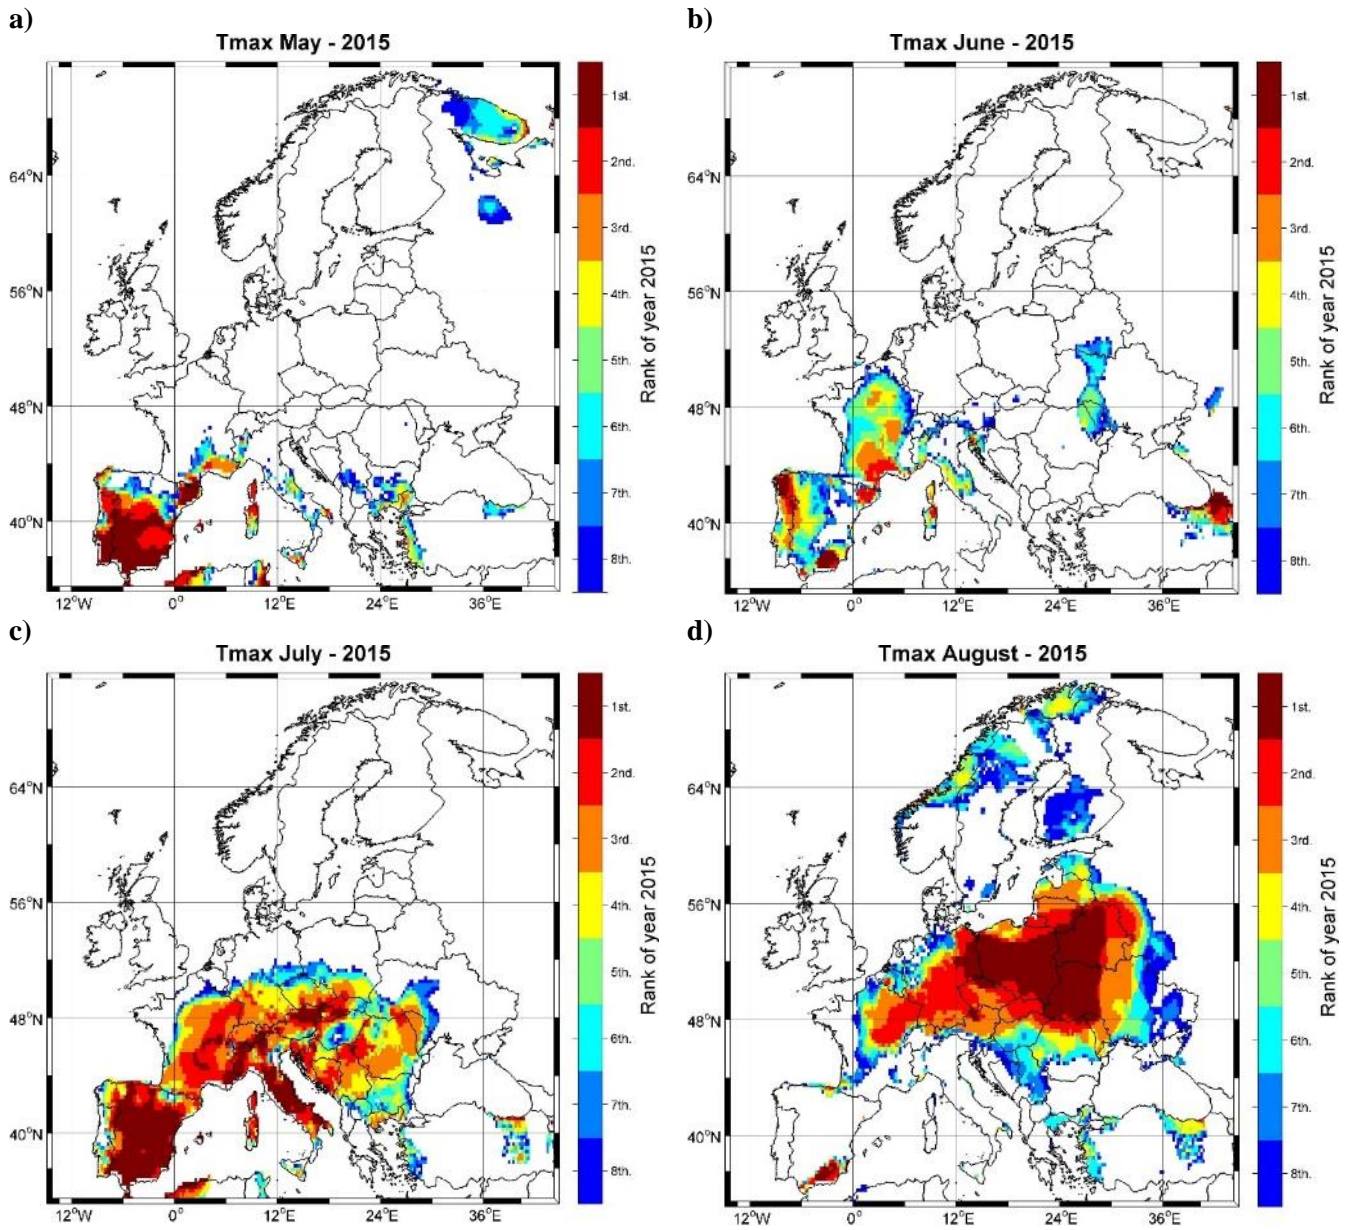 a)
Tmax May - 2015
64°N
56°N
48°N
40°N
12°W 0° 12°E 24°E 36°E
1st.
2nd.
3rd.
4th.
5th.
6th.
7th.
8th.
Rank of year 2015
b)
Tmax June - 2015
64°N
56°N
48°N
40°N
12°W 0° 12°E 24°E 36°E
1st.
2nd.
3rd.
4th.
5th.
6th.
7th.
8th.
Rank of year 2015
c)
Tmax July - 2015
64°N
56°N
48°N
40°N
12°W 0° 12°E 24°E 36°E
1st.
2nd.
3rd.
4th.
5th.
6th.
7th.
8th.
Rank of year 2015
d)
Tmax August - 2015
64°N
56°N
48°N
40°N
12°W 0° 12°E 24°E 36°E
1st.
2nd.
3rd.
4th.
5th.
6th.
7th.
8th.
Rank of year 2015